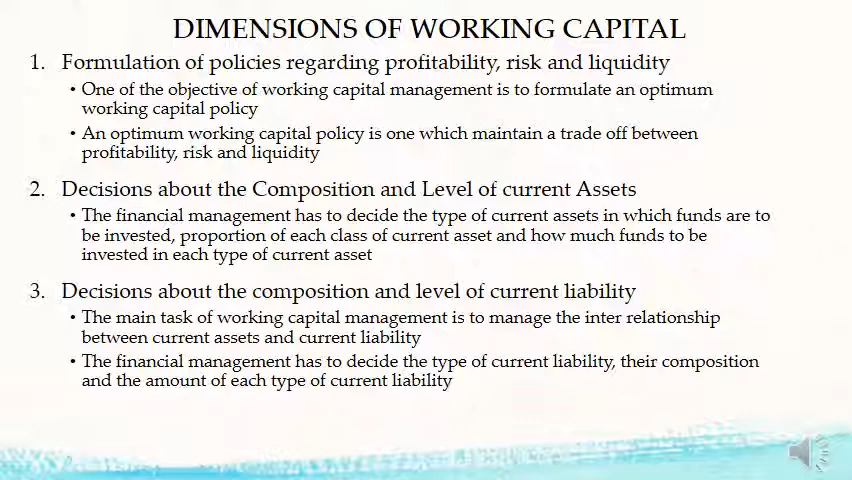 DIMENSIONS OF WORKING CAPITAL
1. Formulation of policies regarding profitability, risk and liquidity
• One of the objective of working capital management is to formulate an optimum
working capital policy
• An optimum working capital policy is one which maintain a trade off between
profitability, risk and liquidity
2. Decisions about the Composition and Level of current Assets
• The financial management has to decide the type of current assets in which funds are to
be invested, proportion of each class of current asset and how much funds to be
invested in each type of current asset
3. Decisions about the composition and level of current liability
• The main task of working capital management is to manage the inter relationship
between current assets and current liability
• The financial management has to decide the type of current liability, their composition
and the amount of each type of current liability